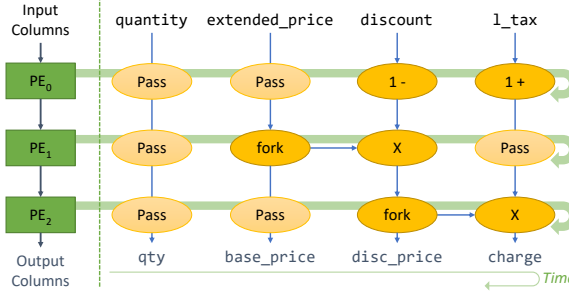 Input
Columns
quantity extended_price discount l_tax
PE0 Pass Pass 1 - 1 +
PE1 Pass fork X Pass
PE2 Pass Pass fork X
Output
Columns
qty base_price disc_price charge
Time